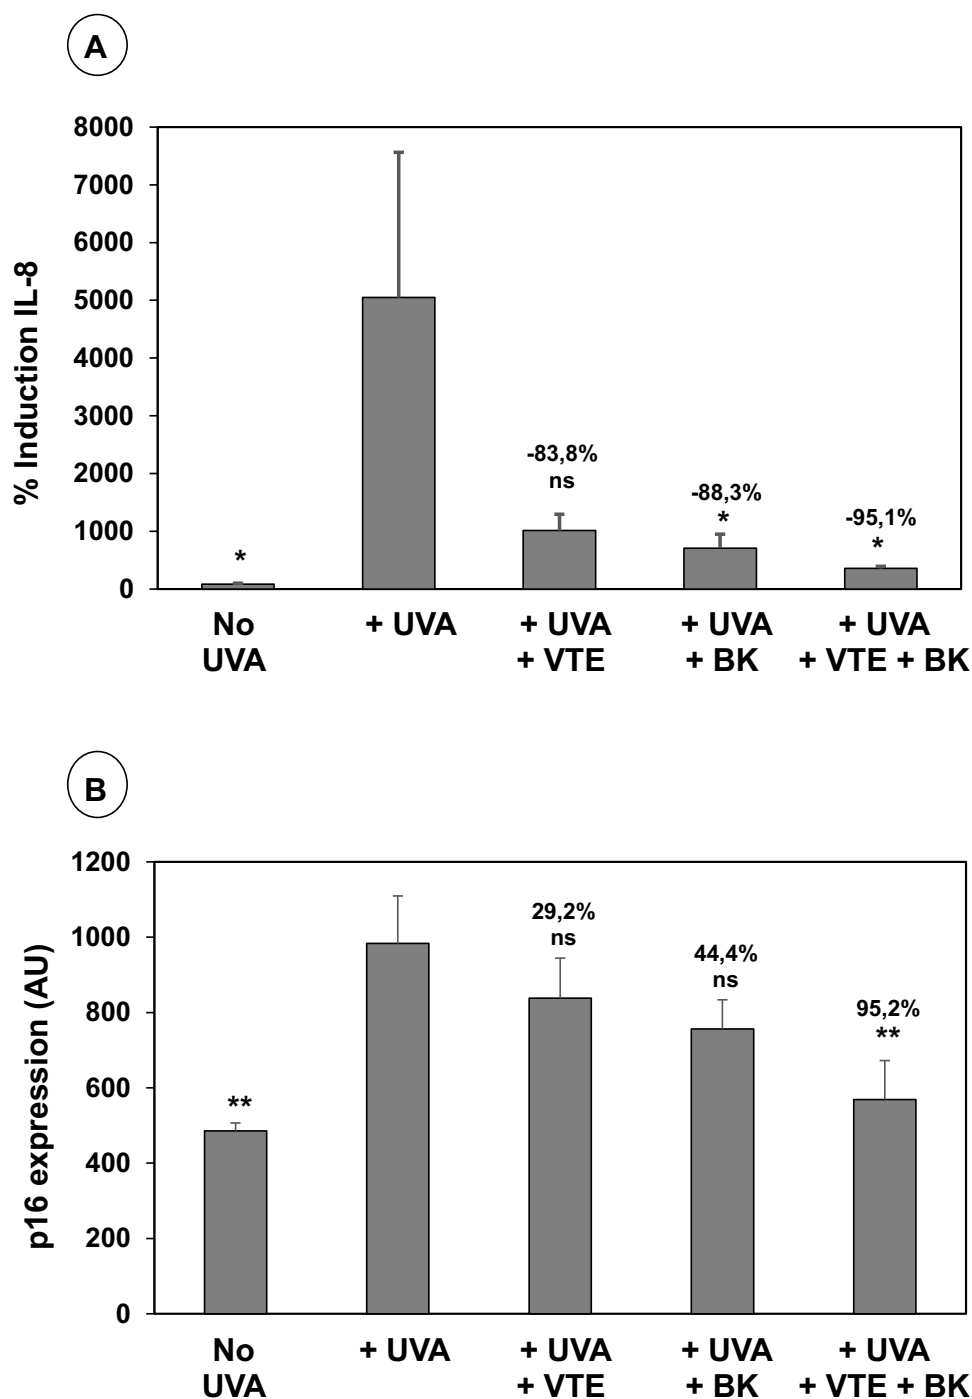 A
% Induction IL-8
8000
7000
6000
5000
4000
3000
2000
1000
0
*
-83,8%
ns
-88,3%
*
-95,1%
*
No
UVA
+ UVA
+ UVA
+ VTE
+ UVA
+ BK
+ UVA
+ VTE + BK
B
p16 expression (AU)
1200
1000
800
600
400
200
0
**
29,2%
ns
44,4%
ns
95,2%
**
No
UVA
+ UVA
+ UVA
+ VTE
+ UVA
+ BK
+ UVA
+ VTE + BK